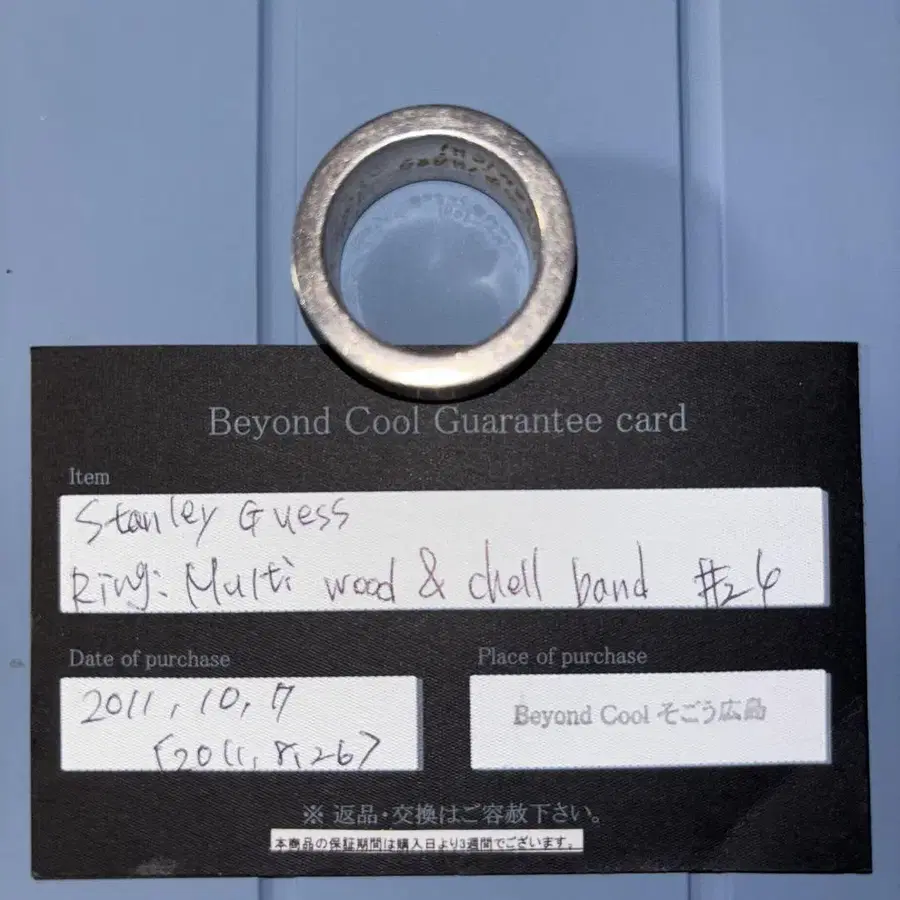 Beyond Cool Guarantee card
Item
Stanley Guess
Ring: Multi wood & chell band #26
Date of purchase
2011, 10, 7
(2011, 8, 26)
Place of purchase
Beyond Cool そごう広島
※ 返品・交換はご容赦下さい。
本商品の保証期間は購入日より3週間でございます。